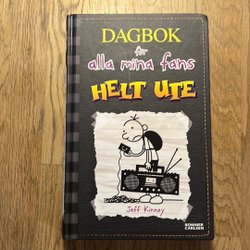 DAGBOK
för
alla mina fans
HELT UTE
Jeff Kinney
BONNIER
CARLSEN